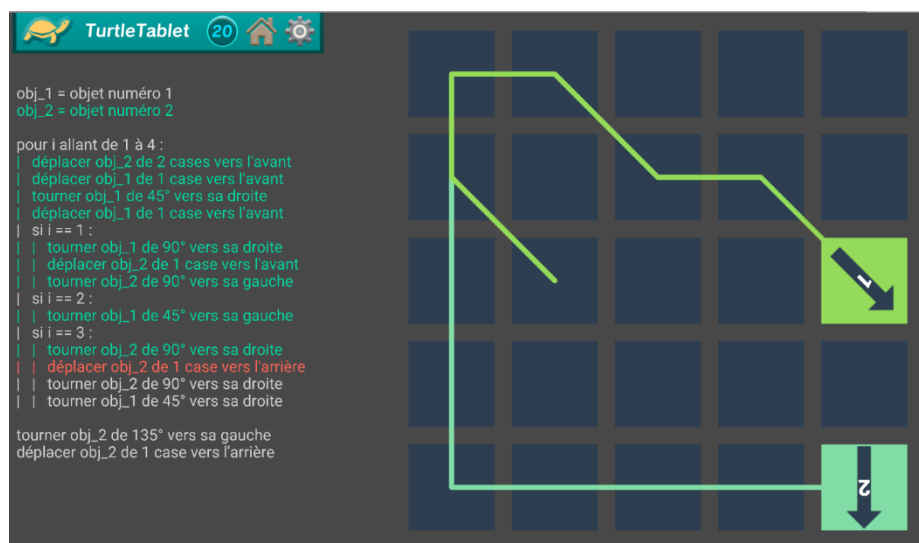 TurtleTablet 20
obj_1 = objet numéro 1
obj_2 = objet numéro 2
pour i allant de 1 à 4 :
| déplacer obj_2 de 2 cases vers l'avant
| déplacer obj_1 de 1 case vers l'avant
| tourner obj_1 de 45° vers sa droite
| déplacer obj_1 de 1 case vers l'avant
| si i == 1 :
| | tourner obj_1 de 90° vers sa droite
| | déplacer obj_2 de 1 case vers l'avant
| | tourner obj_2 de 90° vers sa gauche
| si i == 2 :
| | tourner obj_1 de 45° vers sa gauche
| si i == 3 :
| | tourner obj_2 de 90° vers sa droite
| | déplacer obj_2 de 1 case vers l'arrière
| | tourner obj_2 de 90° vers sa droite
| | tourner obj_1 de 45° vers sa droite
tourner obj_2 de 135° vers sa gauche
déplacer obj_2 de 1 case vers l'arrière
1
2